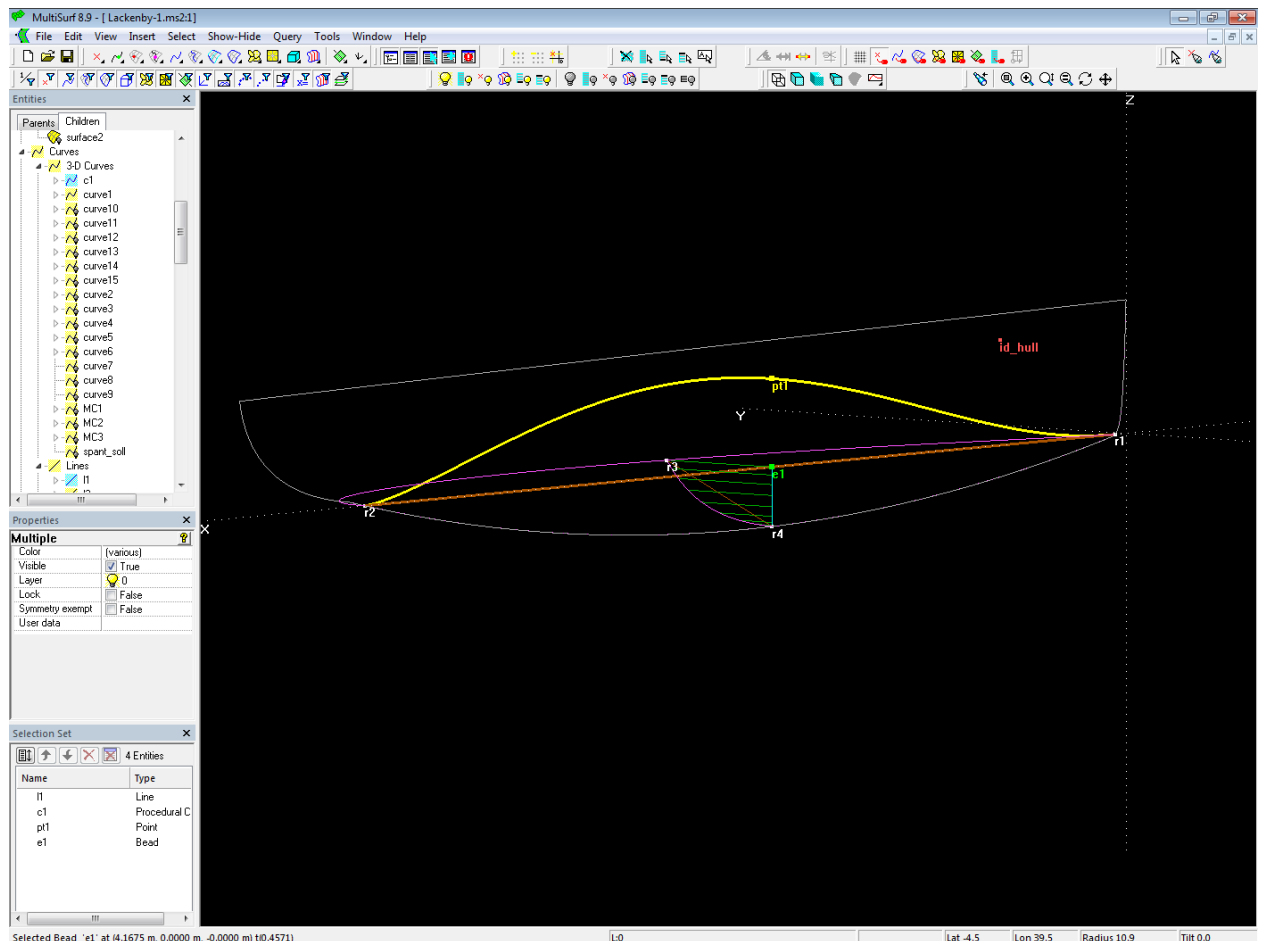 MultiSurf 8.9 - [ Lackenby-1.ms2:1]
File Edit View Insert Select Show-Hide Query Tools Window Help
Entities
Parents Children
surface2
Curves
3-D Curves
c1
curve1
curve10
curve11
curve12
curve13
curve14
curve15
curve2
curve3
curve4
curve5
curve6
curve7
curve8
curve9
MC1
MC2
MC3
spant_soll
Lines
l1
Properties
Multiple
Color (various)
Visible True
Layer 0
Lock False
Symmetry exempt False
User data
Selection Set
4 Entities
Name Type
l1 Line
c1 Procedural C
pt1 Point
e1 Bead
Z
id_hull
pt1
Y
r1
r3
e1
r2
X
r4
Selected Bead 'e1' at (4.1675 m, 0.0000 m, -0.0000 m) t(0.4571)
L:0
Lat -4.5 Lon 39.5 Radius 10.9 Tilt 0.0